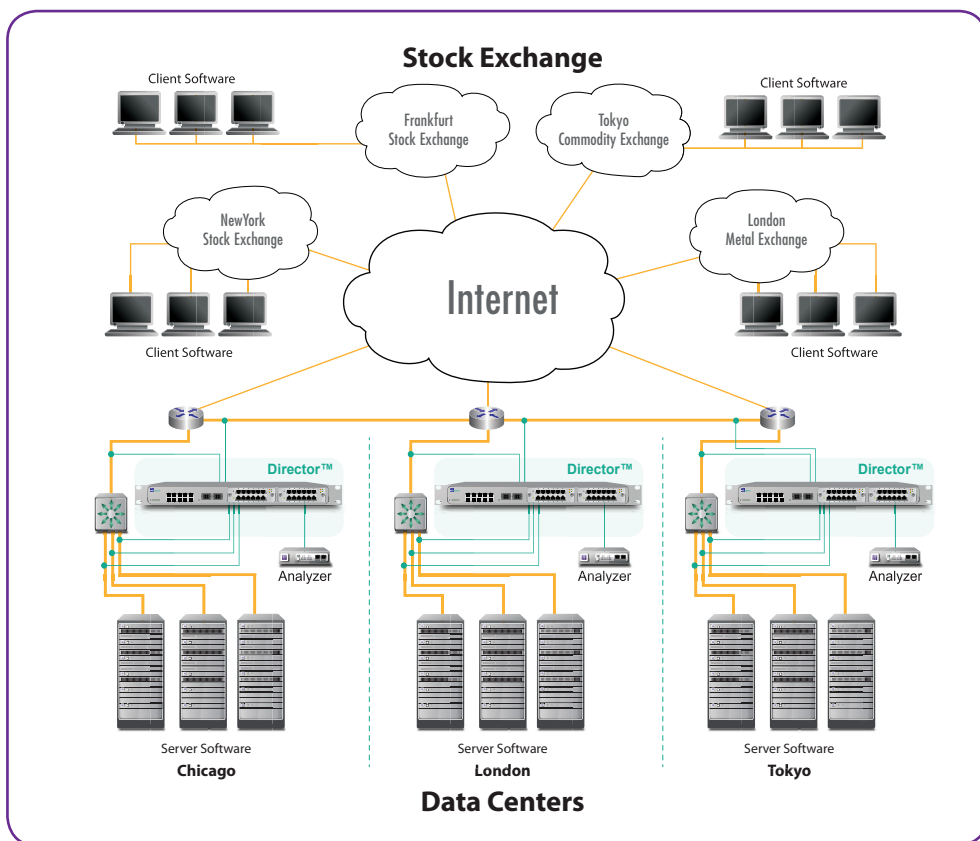 Stock Exchange
Client Software
Client Software
Frankfurt
Stock Exchange
Tokyo
Commodity Exchange
NewYork
Stock Exchange
London
Metal Exchange
Internet
Client Software
Client Software
Director™
Director™
Director™
Analyzer
Analyzer
Analyzer
Server Software
Server Software
Server Software
Chicago
London
Tokyo
Data Centers